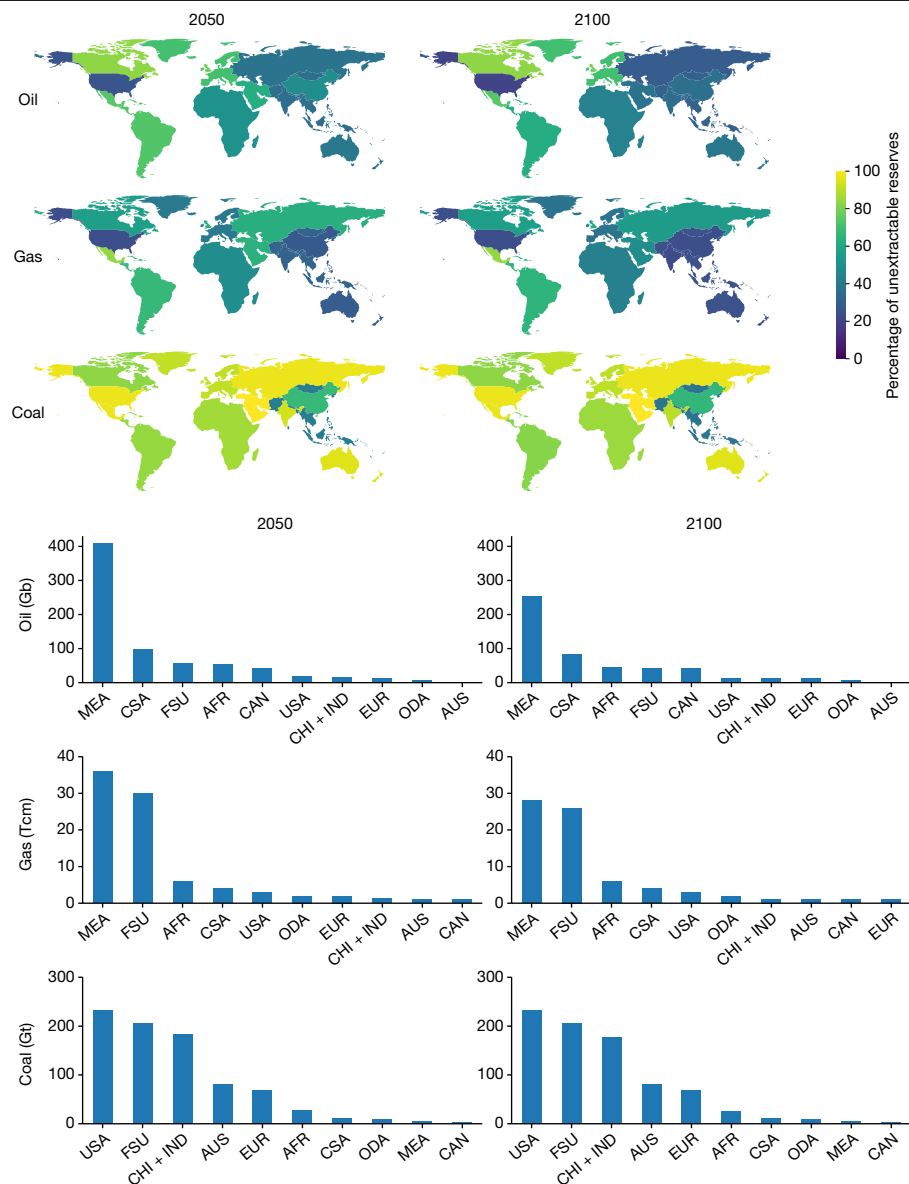 2050 2100
Oil
Gas
Coal
100
80
60
40
20
0
Percentage of unextractable reserves
2050 2100
Oil (Gb)
400
300
200
100
0
MEA CSA FSU AFR CAN USA CHI + IND EUR ODA AUS
400
300
200
100
0
MEA CSA AFR FSU CAN USA CHI + IND EUR ODA AUS
Gas (Tcm)
40
30
20
10
0
MEA FSU AFR CSA USA ODA EUR CHI + IND AUS CAN
40
30
20
10
0
MEA FSU AFR CSA USA ODA CHI + IND AUS CAN EUR
Coal (Gt)
300
200
100
0
USA FSU CHI + IND AUS EUR AFR CSA ODA MEA CAN
300
200
100
0
USA FSU CHI + IND AUS EUR AFR CSA ODA MEA CAN